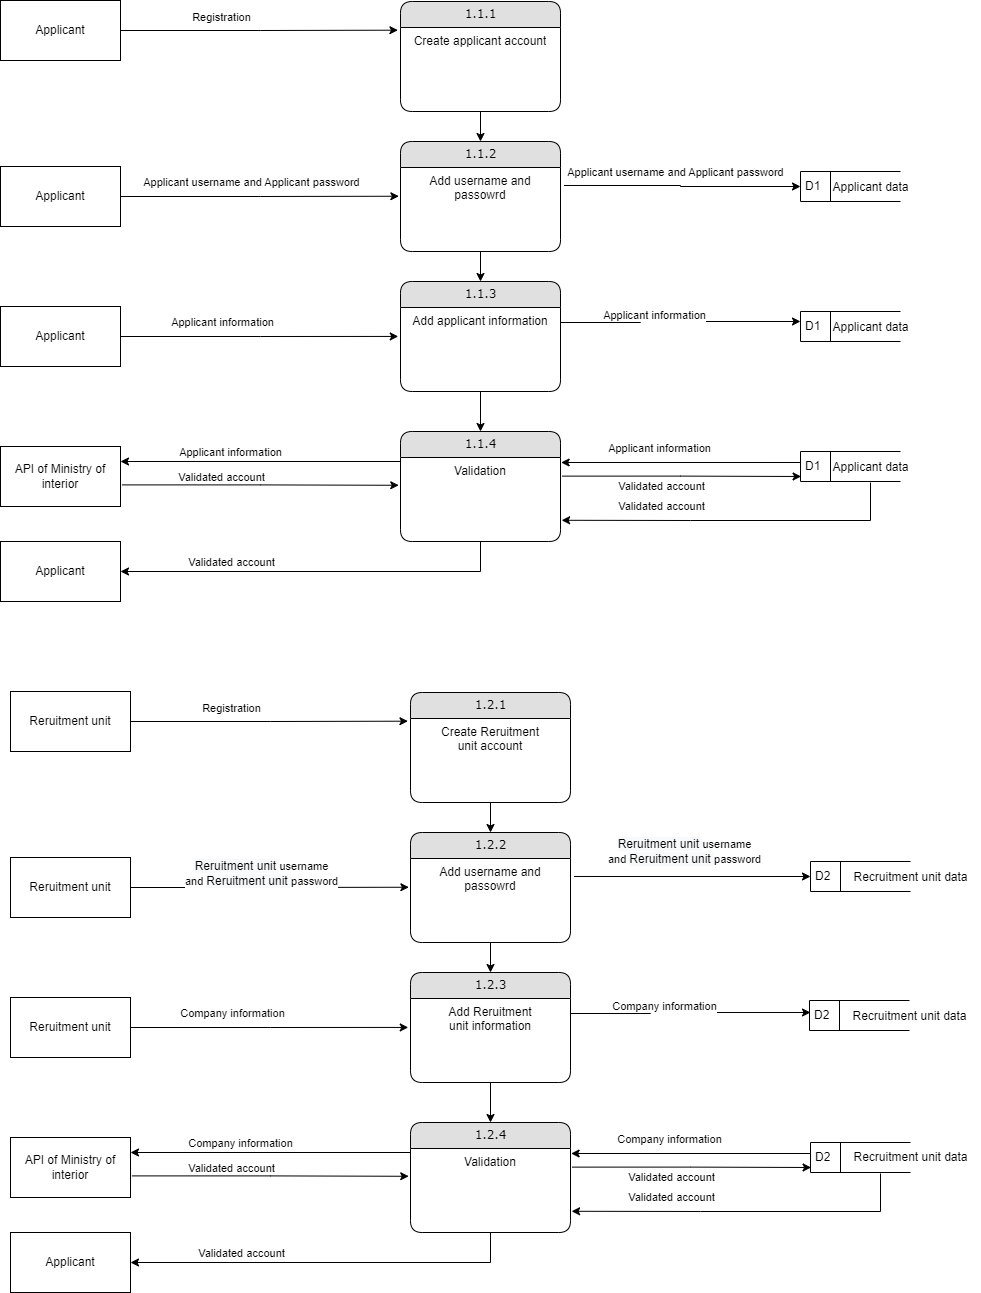 Applicant
Registration
1.1.1
Create applicant account
Applicant
Applicant username and Applicant password
1.1.2
Add username and
passowrd
Applicant username and Applicant password
D1
Applicant data
Applicant
Applicant information
1.1.3
Add applicant information
Applicant information
D1
Applicant data
API of Ministry of
interior
Applicant information
Validated account
1.1.4
Validation
Applicant information
Validated account
Validated account
D1
Applicant data
Applicant
Validated account
Reruitment unit
Registration
1.2.1
Create Reruitment
unit account
Reruitment unit
Reruitment unit username
and Reruitment unit password
1.2.2
Add username and
passowrd
Reruitment unit username
and Reruitment unit password
D2
Recruitment unit data
Reruitment unit
Company information
1.2.3
Add Reruitment
unit information
Company information
D2
Recruitment unit data
API of Ministry of
interior
Company information
Validated account
1.2.4
Validation
Company information
Validated account
Validated account
D2
Recruitment unit data
Applicant
Validated account